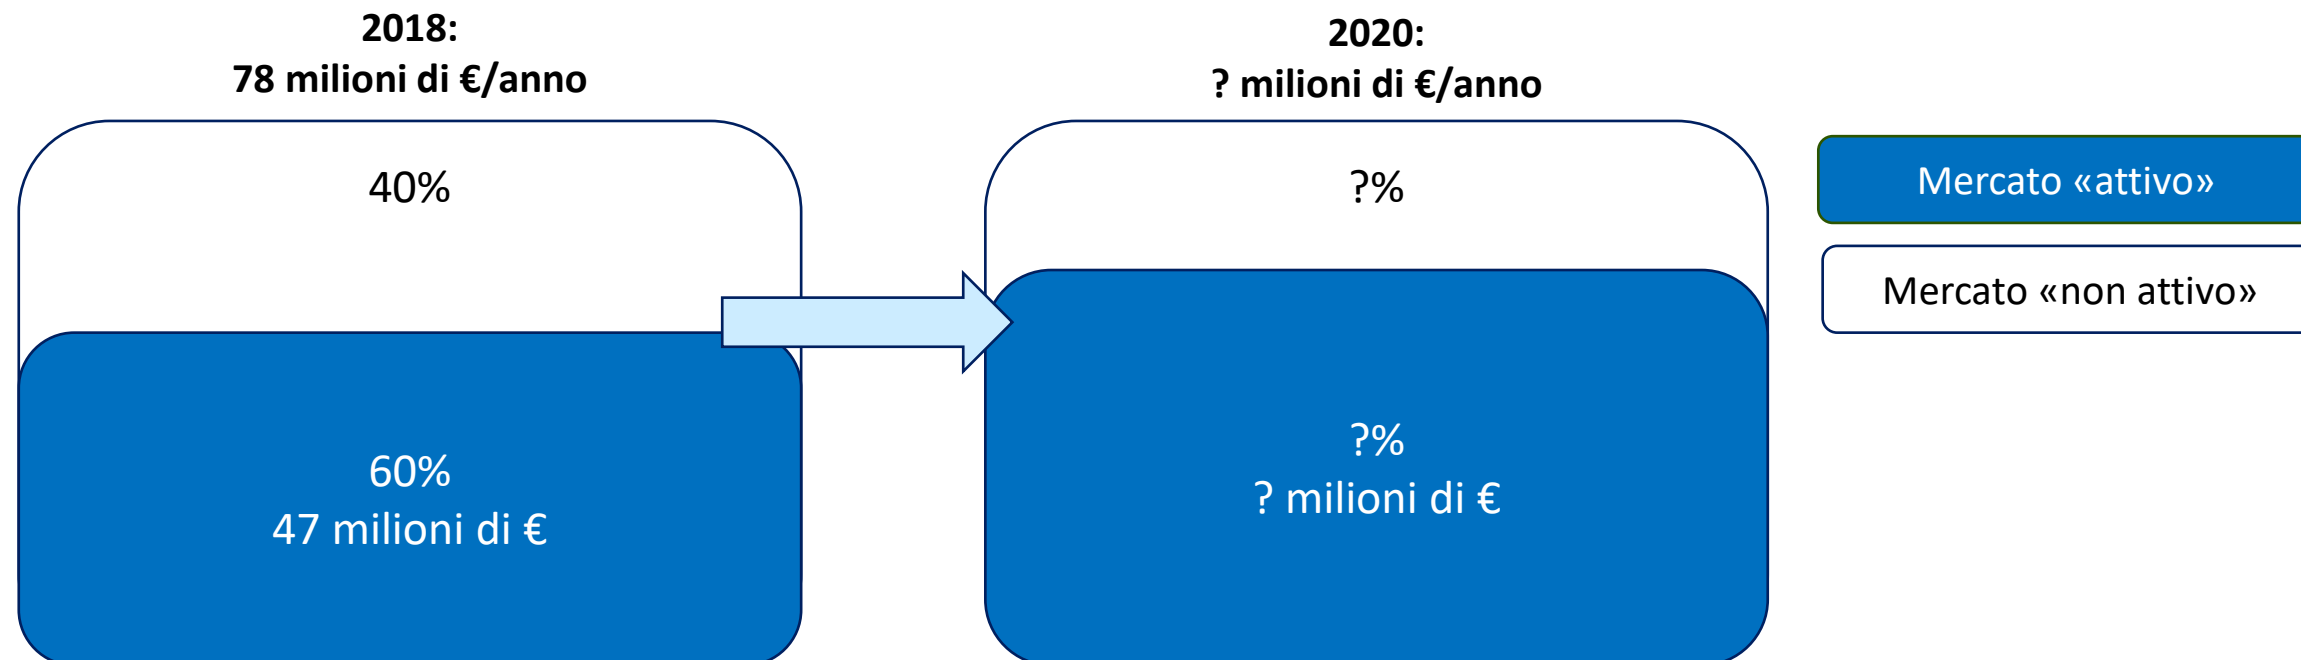 2018:
78 milioni di €/anno
40%
60%
47 milioni di €
2020:
? milioni di €/anno
?%
?%
? milioni di €
Mercato «attivo»
Mercato «non attivo»